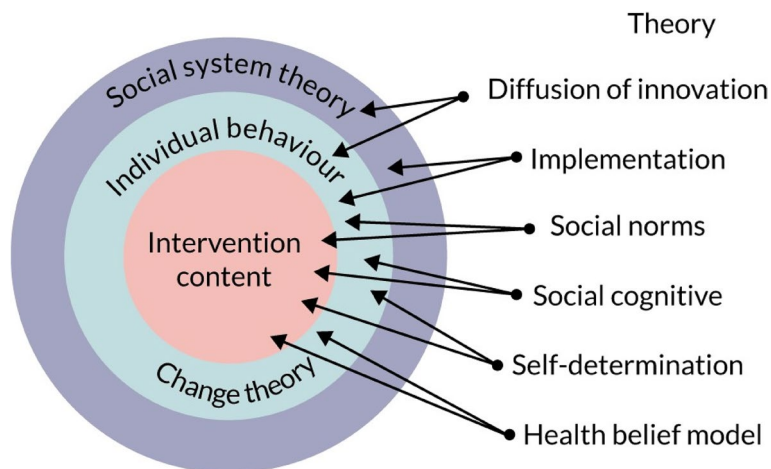 Theory
Social system theory
Individual behaviour
Intervention
content
Change theory
Diffusion of innovation
Implementation
Social norms
Social cognitive
Self-determination
Health belief model